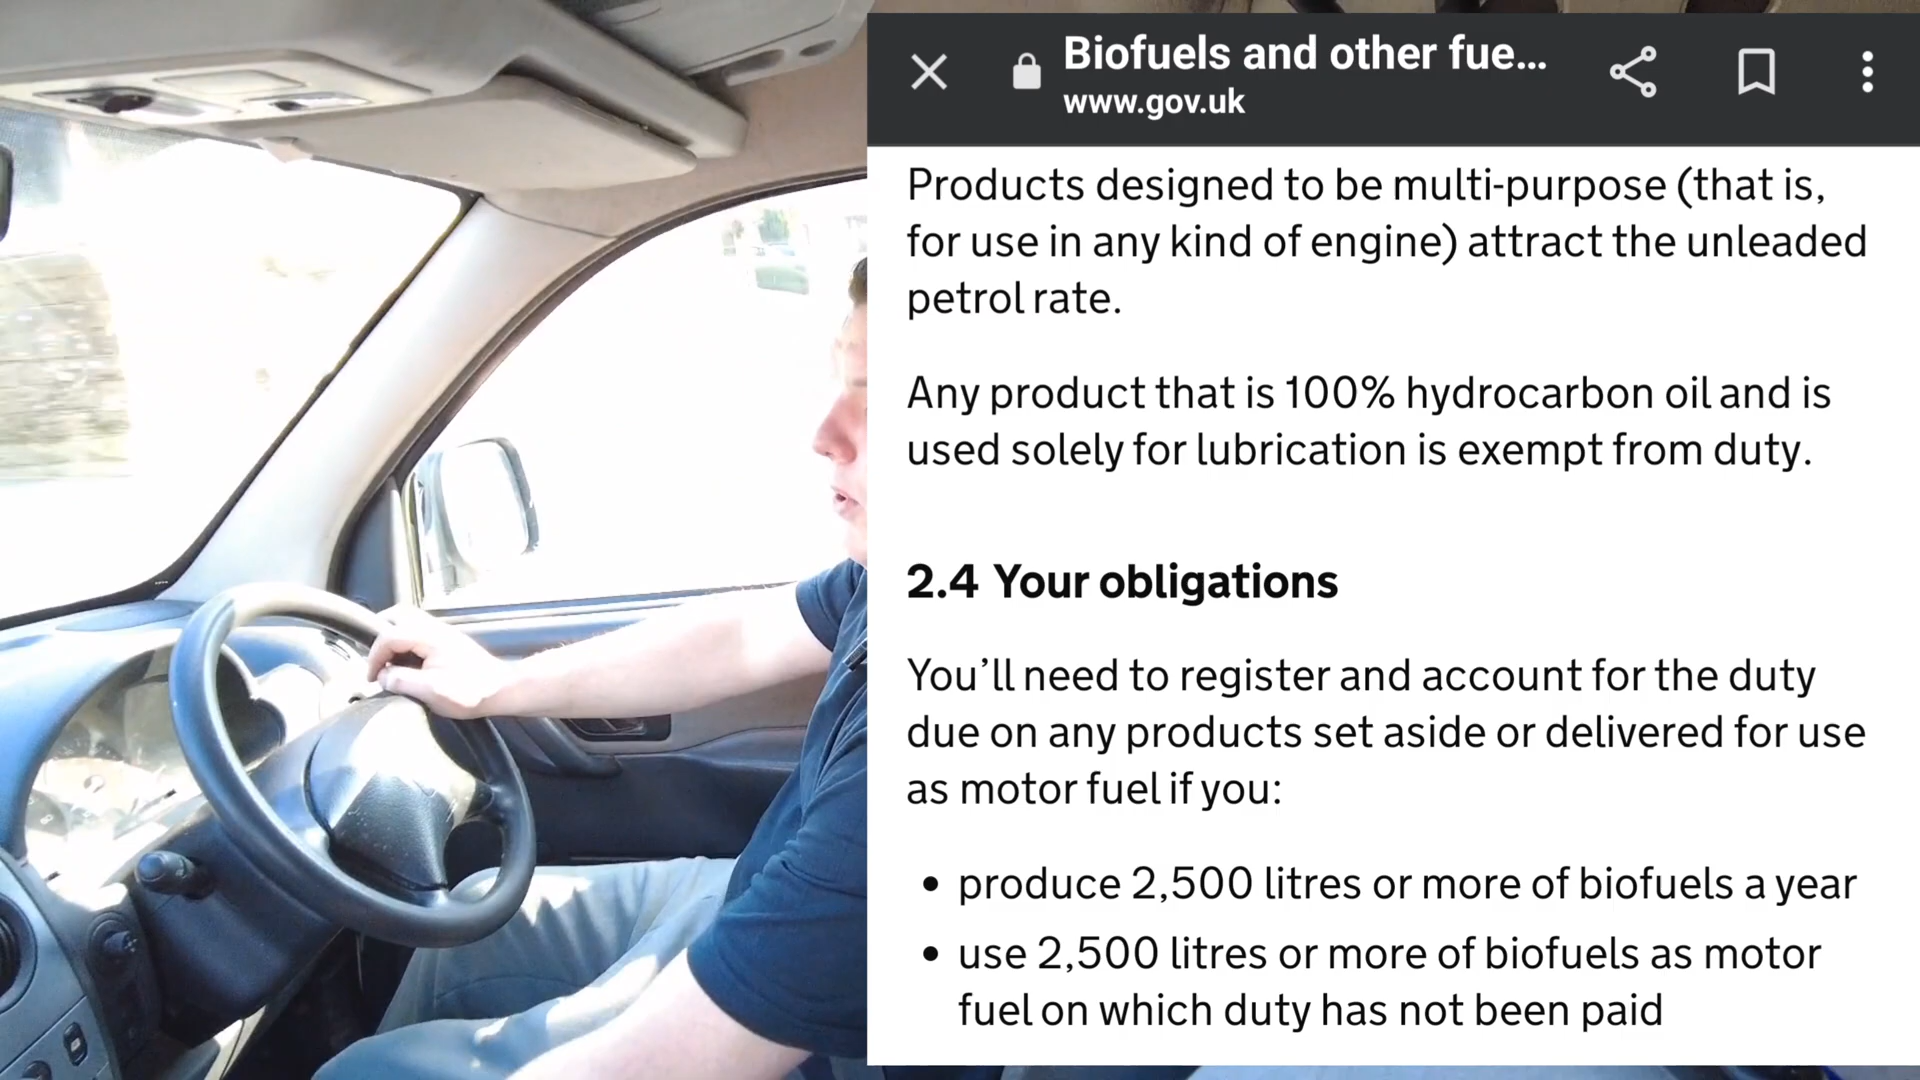 Biofuels and other fue...
www.gov.uk
Products designed to be multi-purpose (that is,
for use in any kind of engine) attract the unleaded
petrol rate.
Any product that is 100% hydrocarbon oil and is
used solely for lubrication is exempt from duty.
2.4 Your obligations
You’ll need to register and account for the duty
due on any products set aside or delivered for use
as motor fuel if you:
• produce 2,500 litres or more of biofuels a year
• use 2,500 litres or more of biofuels as motor
fuel on which duty has not been paid